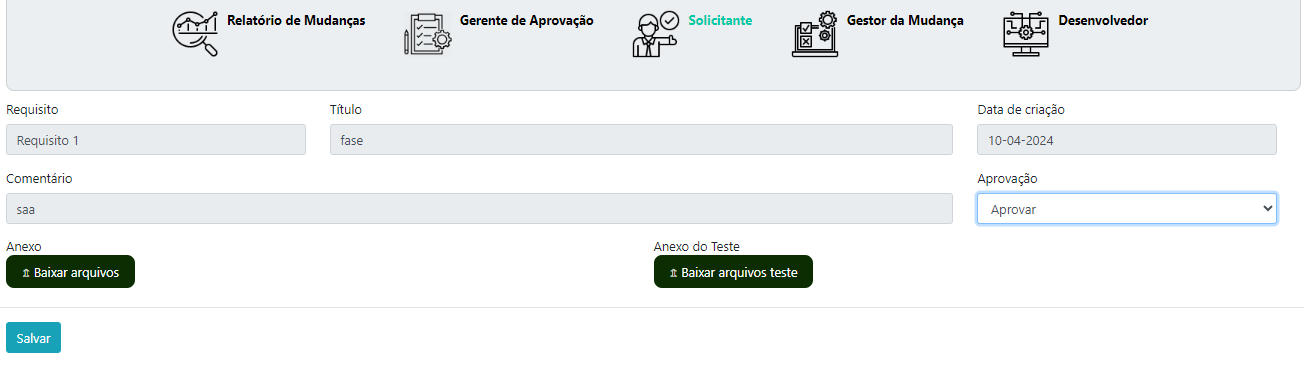 Relatório de Mudanças
Gerente de Aprovação
Solicitante
Gestor da Mudança
Desenvolvedor
Requisito
Título
Data de criação
Requisito 1
fase
10-04-2024
Comentário
Aprovação
saa
Aprovar
Anexo
Anexo do Teste
Baixar arquivos
Baixar arquivos teste
Salvar